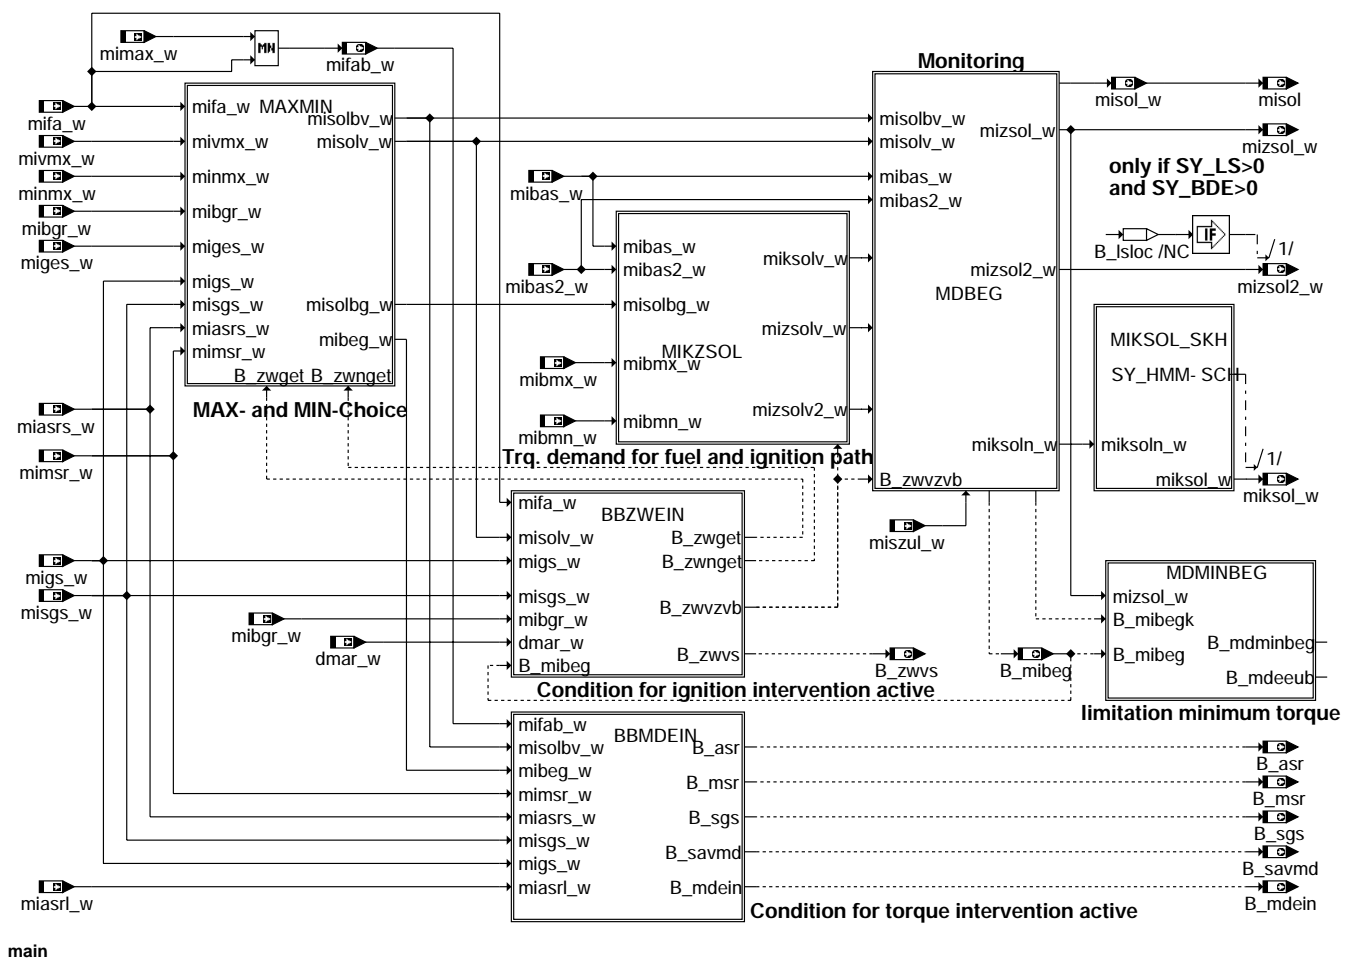 mimax_w
MN
mifab_w
Monitoring
mifa_w
mivmx_w
minmx_w
mibgr_w
miges_w
MAXMIN
mifa_w
mivmx_w
minmx_w
mibgr_w
miges_w
migs_w
misgs_w
miasrs_w
mimsr_w
misolbv_w
misolv_w
misolbg_w
mibeg_w
B_zwget B_zwnget
MAX- and MIN-Choice
miasrs_w
mimsr_w
mibas_w
mibas2_w
mibmx_w
mibmn_w
mibas_w
mibas2_w
misolbg_w
MIKZSOL
mibmx_w
mibmn_w
miksolv_w
mizsolv_w
mizsolv2_w
Trq. demand for fuel and ignition path
misolbv_w
misolv_w
mibas_w
mibas2_w
MDBEG
B_zwvzvb
mizsol_w
mizsol2_w
miksoln_w
miszul_w
misol_w
misol
mizsol_w
only if SY_LS>0
and SY_BDE>0
B_lsloc /NC
IF
/1/
mizsol2_w
MIKSOL_SKH
SY_HMM- SCH
miksoln_w
miksol_w
/1/
miksol_w
migs_w
misgs_w
mibgr_w
dmar_w
mifa_w
BBZWEIN
misolv_w
migs_w
misgs_w
mibgr_w
dmar_w
B_mibeg
B_zwget
B_zwnget
B_zwvzvb
B_zwvs
Condition for ignition intervention active
B_zwvs
B_mibeg
MDMINBEG
mizsol_w
B_mibegk
B_mibeg
B_mdminbeg
B_mdeeub
limitation minimum torque
miasrl_w
mifab_w
BBMDEIN
misolbv_w
mibeg_w
mimsr_w
miasrs_w
misgs_w
migs_w
miasrl_w
B_asr
B_msr
B_sgs
B_savmd
B_mdein
Condition for torque intervention active
B_asr
B_msr
B_sgs
B_savmd
B_mdein
main